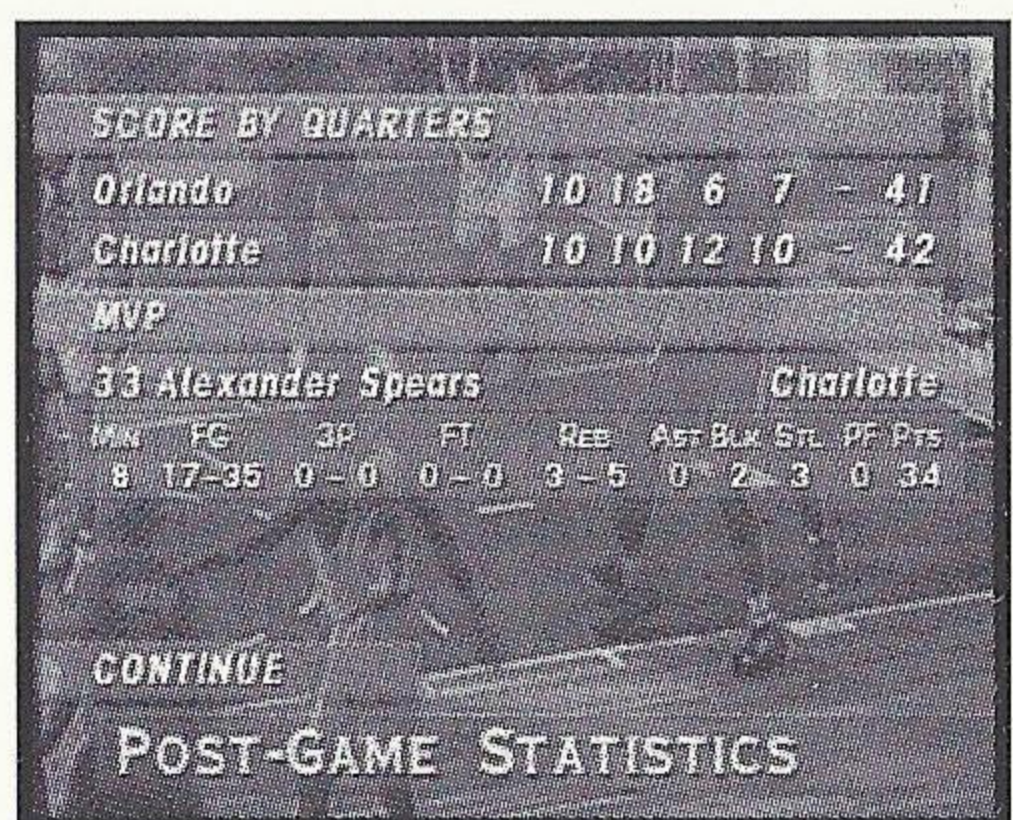 SCORE BY QUARTERS
Orlando 10 18 6 7 - 41
Charlotte 10 10 12 10 - 42
MVP
33 Alexander Spears Charlotte
MIN FG 3P FT REB AST BLK STL PF PTS
8 17-35 0-0 0-0 3-5 0 2 3 0 34
CONTINUE
POST-GAME STATISTICS